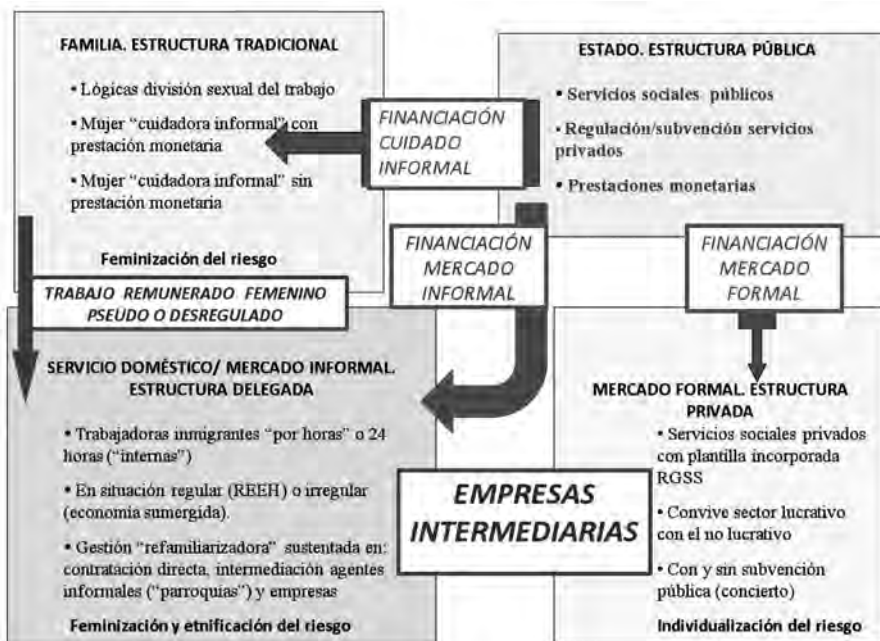 FAMILIA. ESTRUCTURA TRADICIONAL
• Lógicas división sexual del trabajo
• Mujer “cuidadora informal” con
prestación monetaria
• Mujer “cuidadora informal” sin
prestación monetaria
Feminización del riesgo
FINANCIACIÓN
CUIDADO
INFORMAL
ESTADO. ESTRUCTURA PÚBLICA
• Servicios sociales públicos
• Regulación/subvención servicios
privados
• Prestaciones monetarias
FINANCIACIÓN
MERCADO
INFORMAL
FINANCIACIÓN
MERCADO
FORMAL
TRABAJO REMUNERADO FEMENINO
PSEUDO O DESREGULADO
SERVICIO DOMÉSTICO/ MERCADO INFORMAL.
ESTRUCTURA DELEGADA
• Trabajadoras inmigrantes “por horas” o 24
horas (“internas”)
• En situación regular (REEH) o irregular
(economía sumergida).
• Gestión “refamiliarizadora” sustentada en:
contratación directa, intermediación agentes
informales (“parroquias”) y empresas
Feminización y etnificación del riesgo
EMPRESAS
INTERMEDIARIAS
MERCADO FORMAL. ESTRUCTURA
PRIVADA
• Servicios sociales privados
con plantilla incorporada
RGSS
• Convive sector lucrativo
con el no lucrativo
• Con y sin subvención
pública (concierto)
Individualización del riesgo